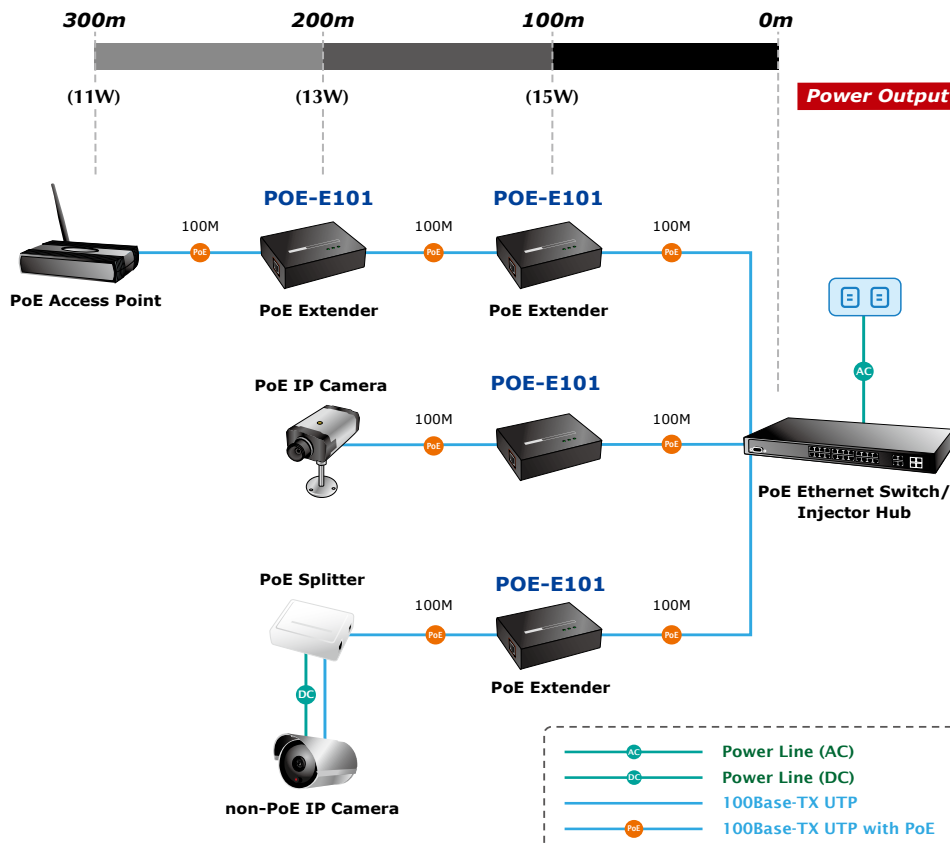 300m 200m 100m 0m
(11W) (13W) (15W)
Power Output
POE-E101 POE-E101
100M 100M 100M
PoE PoE PoE
PoE Access Point PoE Extender PoE Extender
AC
PoE IP Camera POE-E101
100M 100M
PoE PoE
PoE Ethernet Switch/
Injector Hub
PoE Splitter POE-E101
100M 100M
PoE PoE
PoE Extender
DC
non-PoE IP Camera
AC Power Line (AC)
DC Power Line (DC)
100Base-TX UTP
PoE 100Base-TX UTP with PoE